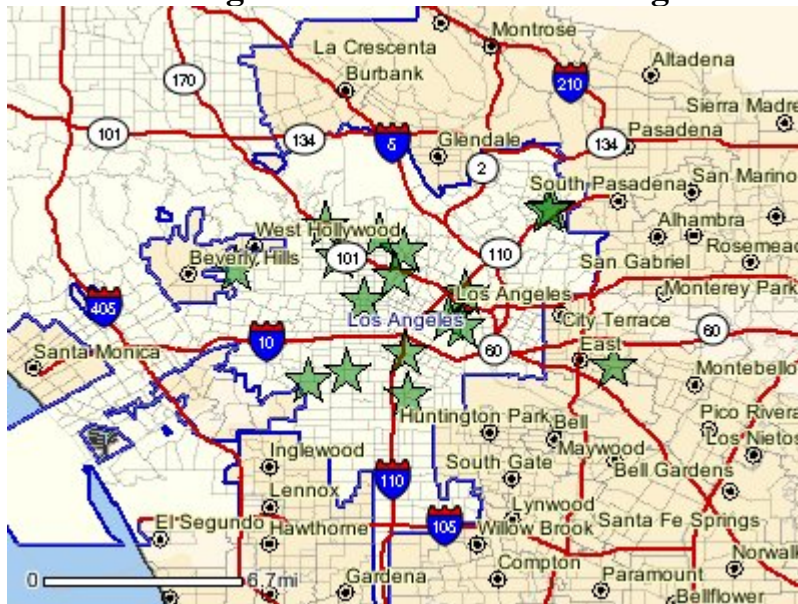 Montrose
La Crescenta
Altadena
Burbank
170
210
Sierra Madre
101
134
5
Glendale
134
Pasadena
2
South Pasadena
San Marino
West Hollywood
Alhambra
101
110
Rosemead
Beverly Hills
San Gabriel
405
Los Angeles
Monterey Park
Los Angeles
City Terrace
60
10
60
East
Santa Monica
Montebello
Huntington Park
Bell
Pico Rivera
Inglewood
Maywood
Los Nietos
South Gate
Bell Gardens
110
Lennox
Lynwood
El Segundo
Hawthorne
105
Willow Brook
Santa Fe Springs
Compton
Norwalk
0
6.7mi
Gardena
Paramount
Bellflower